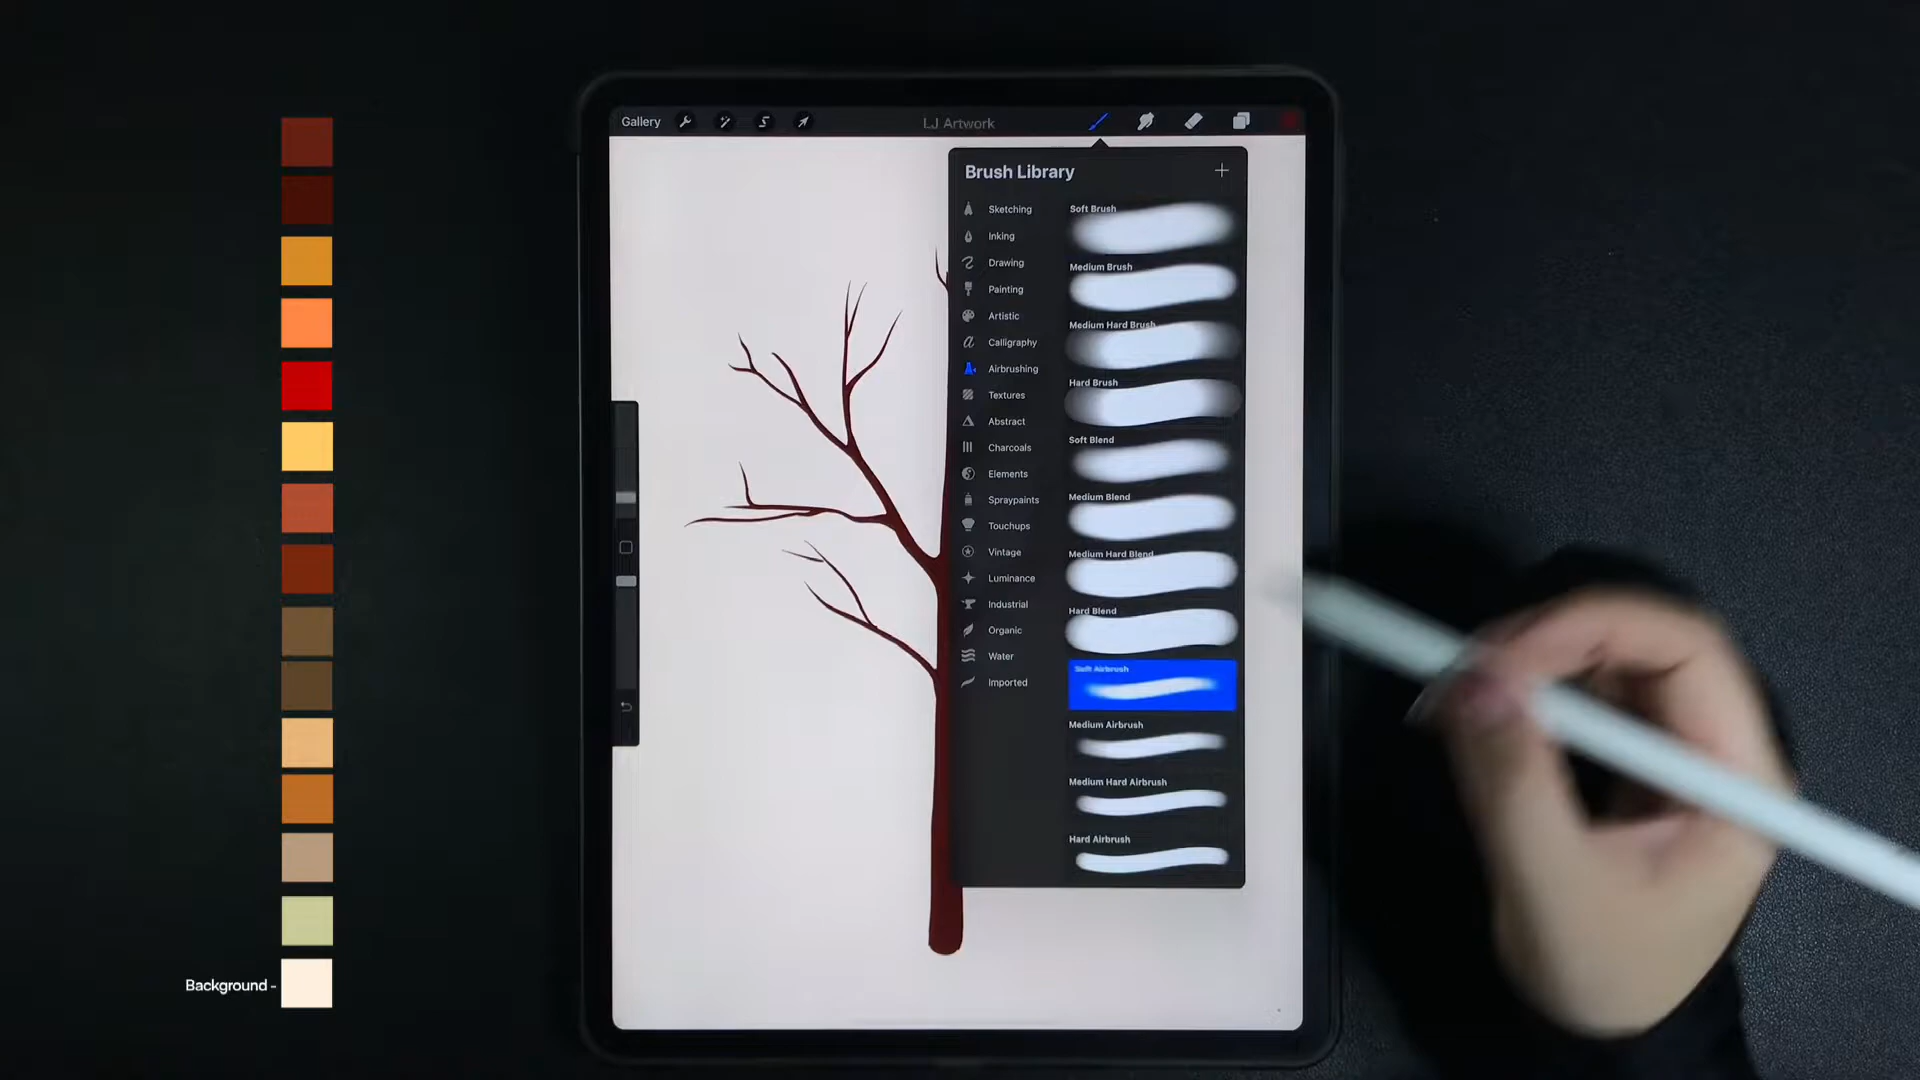 Gallery
LJ Artwork
Brush Library
Sketching
Inking
Drawing
Painting
Artistic
Calligraphy
Airbrushing
Textures
Abstract
Charcoals
Elements
Spraypaints
Touchups
Vintage
Luminance
Industrial
Organic
Water
Imported
Soft Brush
Medium Brush
Medium Hard Brush
Hard Brush
Soft Blend
Medium Blend
Medium Hard Blend
Hard Blend
Soft Airbrush
Medium Airbrush
Medium Hard Airbrush
Hard Airbrush
Background -